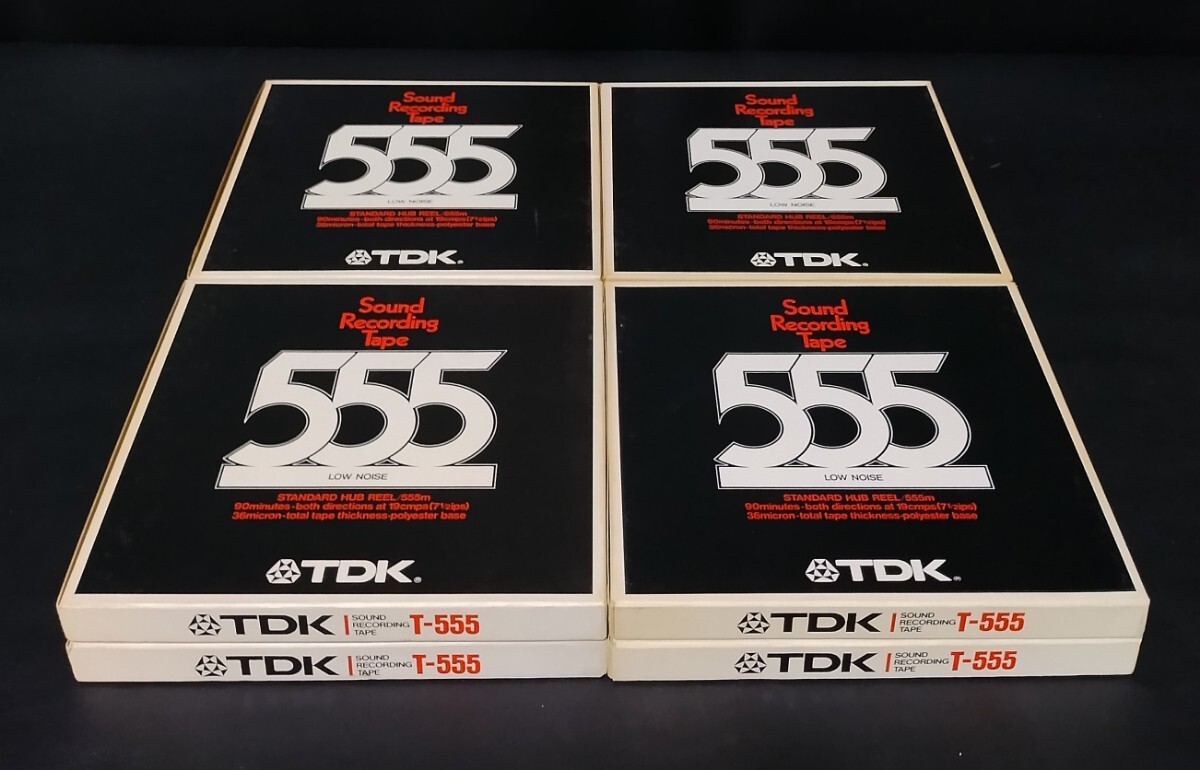 Sound
Recording
Tape
555
LOW NOISE
STANDARD HUB REEL/555m
90minutes-both directions at 19cmps(7½ips)
36micron-total tape thickness-polyester base
TDK®
Sound
Recording
Tape
555
LOW NOISE
STANDARD HUB REEL/555m
90minutes-both directions at 19cmps(7½ips)
36micron-total tape thickness-polyester base
TDK®
Sound
Recording
Tape
555
LOW NOISE
STANDARD HUB REEL/555m
90minutes-both directions at 19cmps(7½ips)
36micron-total tape thickness-polyester base
TDK®
Sound
Recording
Tape
555
LOW NOISE
STANDARD HUB REEL/555m
90minutes-both directions at 19cmps(7½ips)
36micron-total tape thickness-polyester base
TDK®
TDK SOUND
RECORDING
TAPE T-555
TDK SOUND
RECORDING
TAPE T-555
TDK SOUND
RECORDING
TAPE T-555
TDK SOUND
RECORDING
TAPE T-555